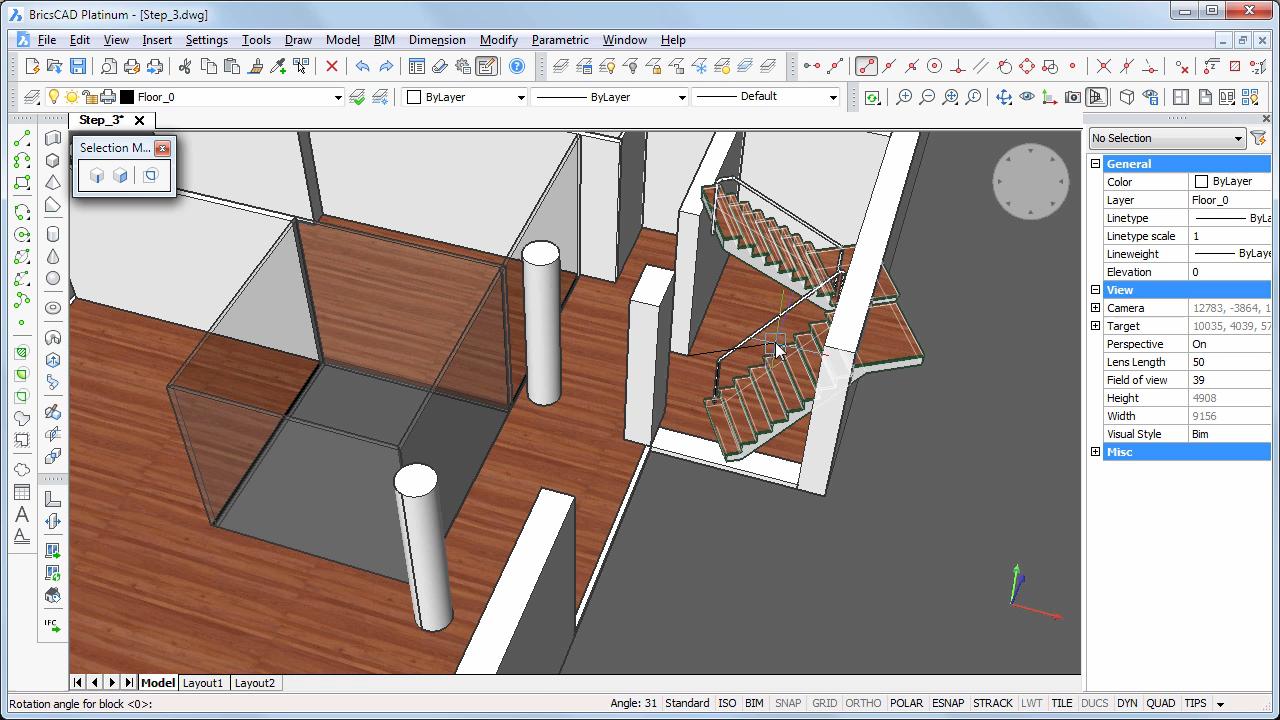 BricsCAD Platinum - [Step_3.dwg]
File Edit View Insert Settings Tools Draw Model BIM Dimension Modify Parametric Window Help
Floor_0 ByLayer ByLayer Default
Step_3*
Selection M...
No Selection
General
Color ByLayer
Layer Floor_0
Linetype ByLa
Linetype scale 1
Lineweight ByLaye
Elevation 0
View
Camera 12783, -3864, 1
Target 10035, 4039, 57
Perspective On
Lens Length 50
Field of view 39
Height 4908
Width 9156
Visual Style Bim
Misc
IFC
Model Layout1 Layout2
Rotation angle for block <0>: Angle: 31 Standard ISO BIM SNAP GRID ORTHO POLAR ESNAP STRACK LWT TILE DUCS DYN QUAD TIPS